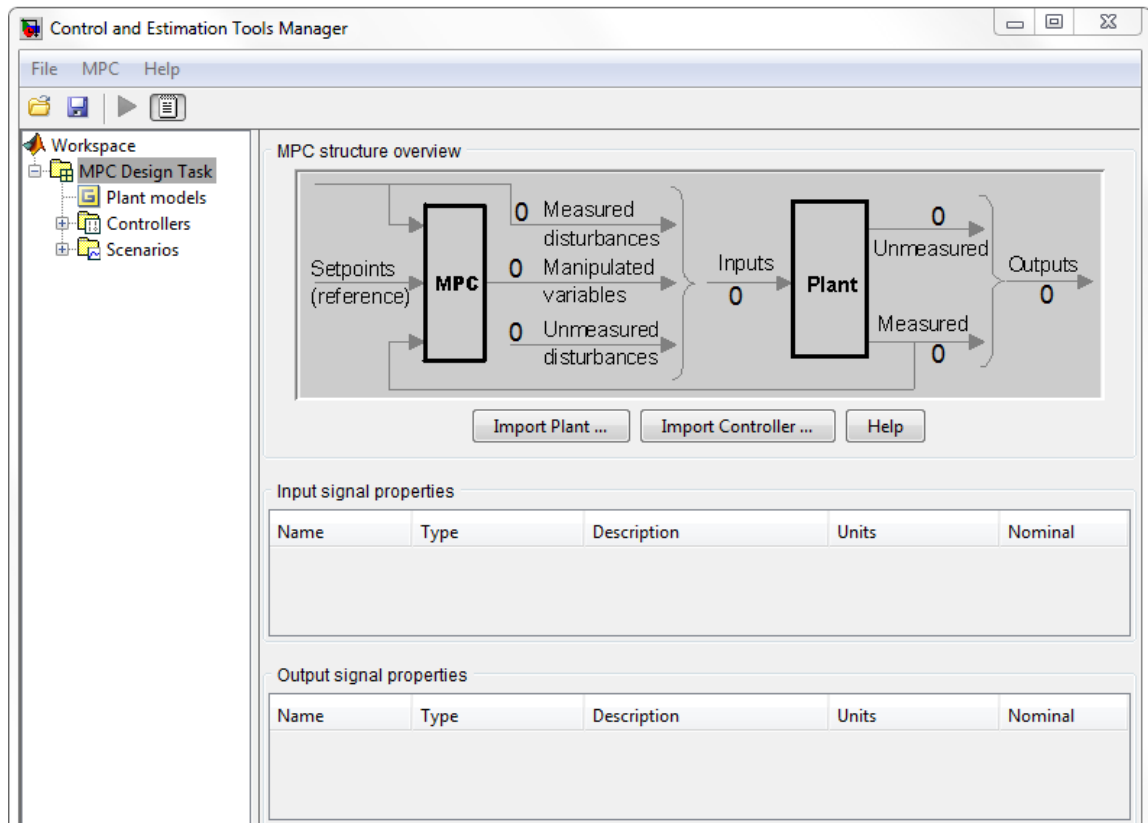 Control and Estimation Tools Manager
File MPC Help
Workspace
MPC Design Task
Plant models
Controllers
Scenarios
MPC structure overview
Setpoints
(reference)
MPC
0 Measured
disturbances
0 Manipulated
variables
0 Unmeasured
disturbances
Inputs
0
Plant
0
Unmeasured
Measured
0
Outputs
0
Import Plant ... Import Controller ... Help
Input signal properties
Name Type Description Units Nominal
Output signal properties
Name Type Description Units Nominal